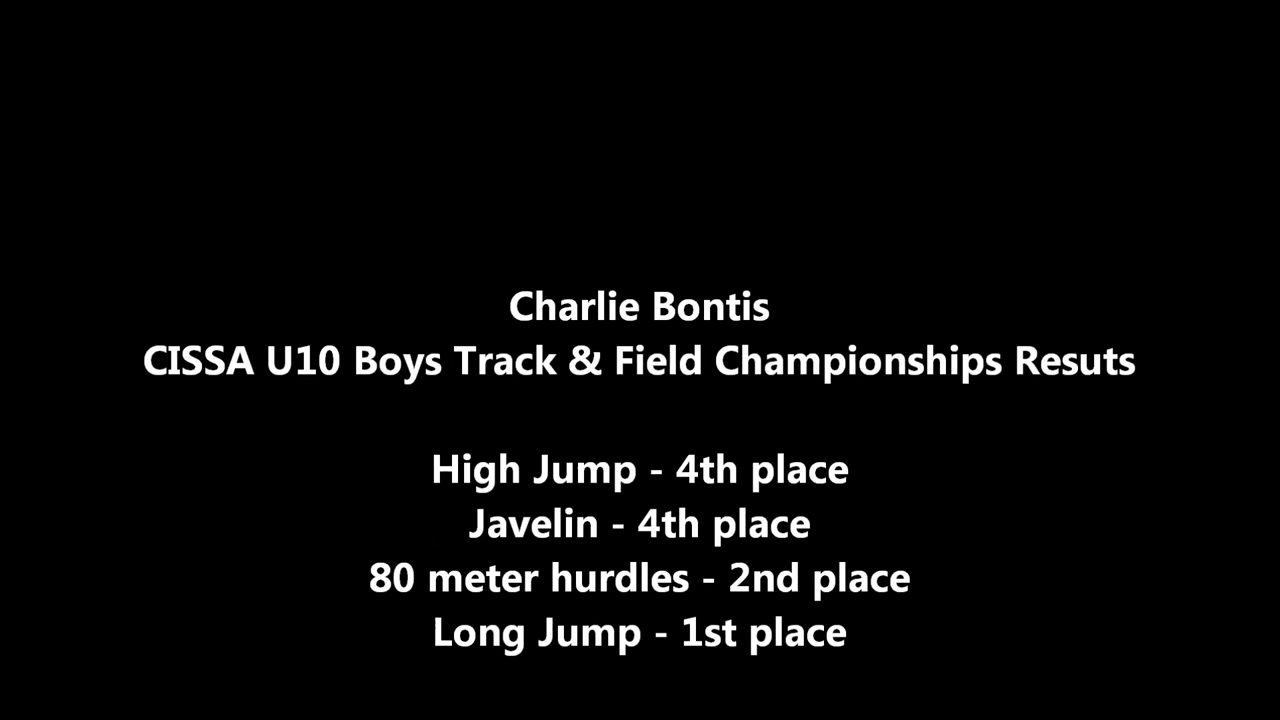 Charlie Bontis
CISSA U10 Boys Track & Field Championships Resuts
High Jump - 4th place
Javelin - 4th place
80 meter hurdles - 2nd place
Long Jump - 1st place